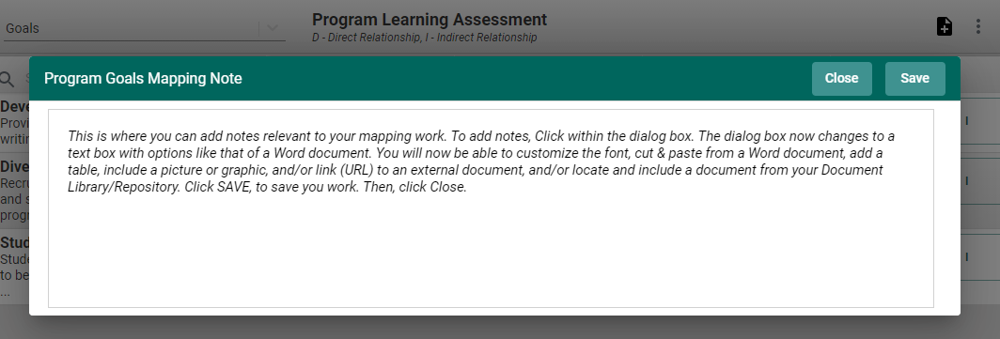 Goals
Program Learning Assessment
D - Direct Relationship, I - Indirect Relationship
Program Goals Mapping Note
Close
Save
This is where you can add notes relevant to your mapping work. To add notes, Click within the dialog box. The dialog box now changes to a
text box with options like that of a Word document. You will now be able to customize the font, cut & paste from a Word document, add a
table, include a picture or graphic, and/or link (URL) to an external document, and/or locate and include a document from your Document
Library/Repository. Click SAVE, to save you work. Then, click Close.
Deve
Provi
writin
I
Dive
Recru
and s
progr
I
Stud
Stude
to be
...
I